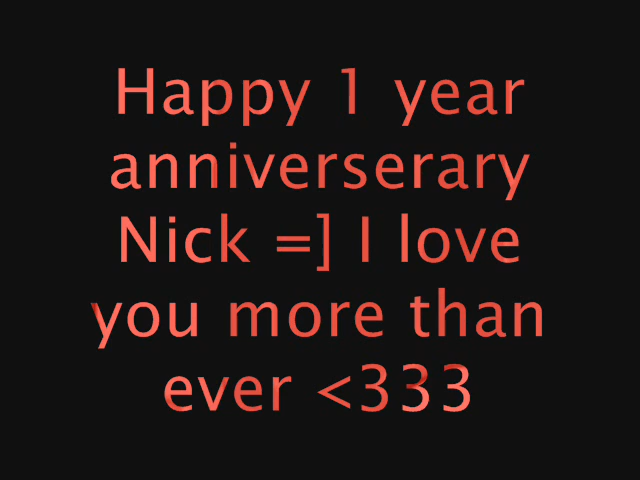 Happy 1 year
anniverserary
Nick =] I love
you more than
ever <333